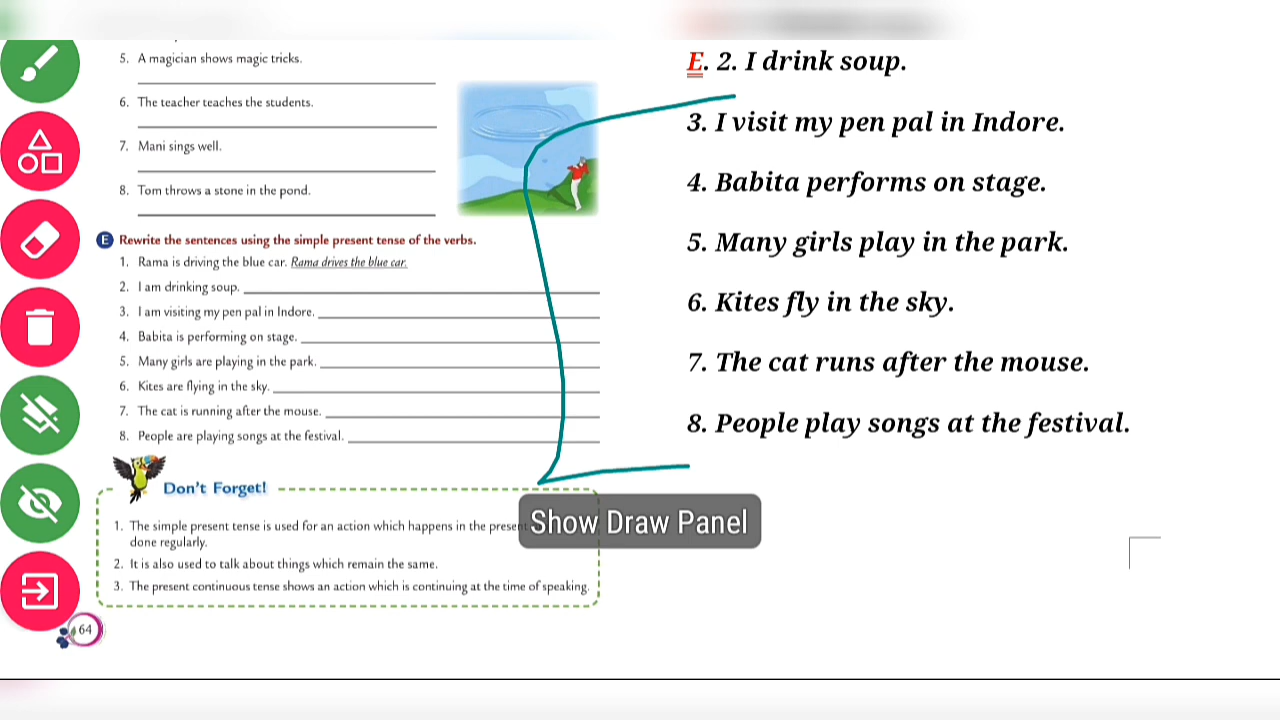 5. A magician shows magic tricks.
6. The teacher teaches the students.
7. Mani sings well.
8. Tom throws a stone in the pond.
E Rewrite the sentences using the simple present tense of the verbs.
1. Rama is driving the blue car. Rama drives the blue car.
2. I am drinking soup.
3. I am visiting my pen pal in Indore.
4. Babita is performing on stage.
5. Many girls are playing in the park.
6. Kites are flying in the sky.
7. The cat is running after the mouse.
8. People are playing songs at the festival.
Don't Forget!
1. The simple present tense is used for an action which happens in the present
done regularly.
2. It is also used to talk about things which remain the same.
3. The present continuous tense shows an action which is continuing at the time of speaking.
64
E. 2. I drink soup.
3. I visit my pen pal in Indore.
4. Babita performs on stage.
5. Many girls play in the park.
6. Kites fly in the sky.
7. The cat runs after the mouse.
8. People play songs at the festival.
Show Draw Panel